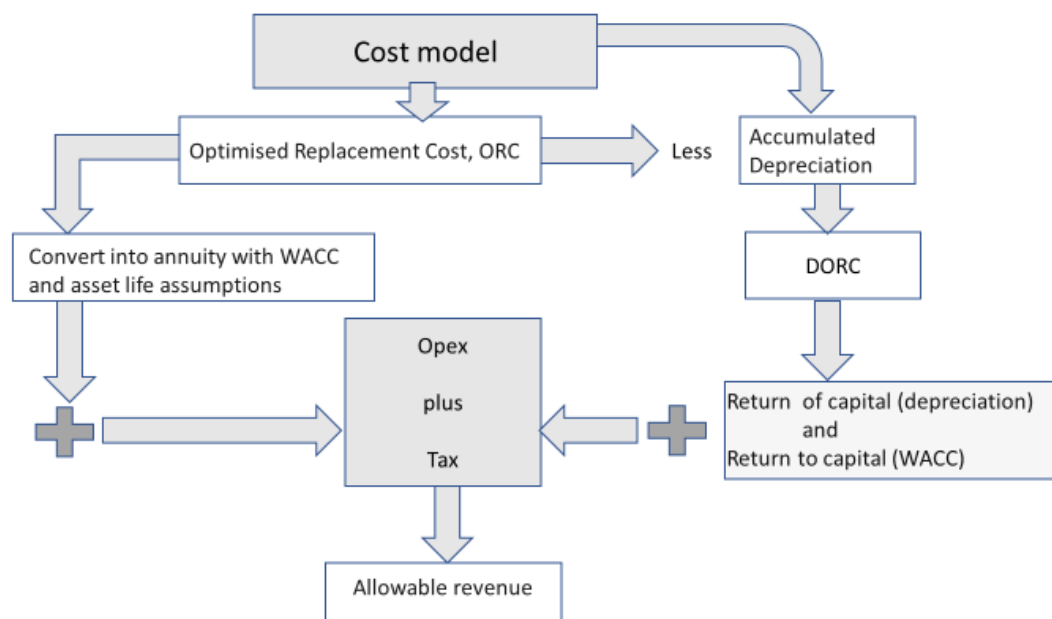 Cost model
Optimised Replacement Cost, ORC
Less
Accumulated
Depreciation
Convert into annuity with WACC
and asset life assumptions
DORC
Opex
plus
Tax
Return of capital (depreciation)
and
Return to capital (WACC)
Allowable revenue